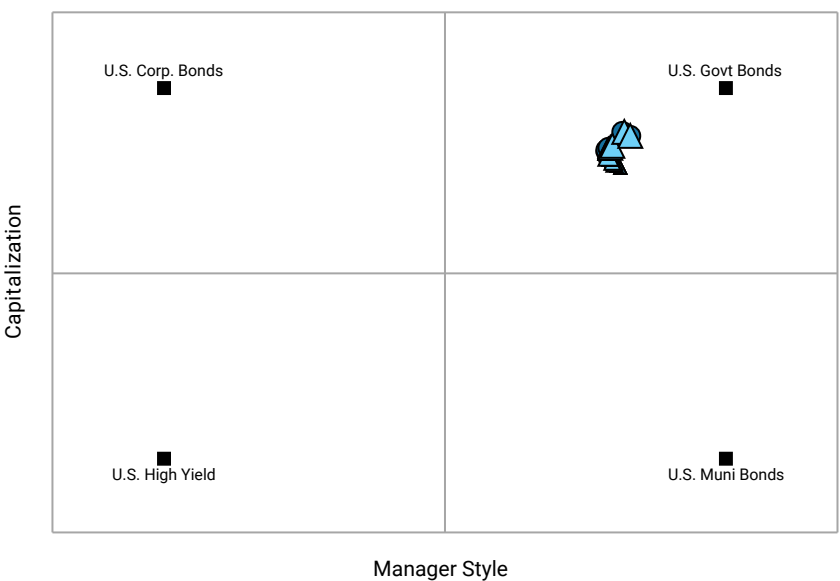 U.S. Corp. Bonds
U.S. Govt Bonds
Capitalization
U.S. High Yield
U.S. Muni Bonds
Manager Style